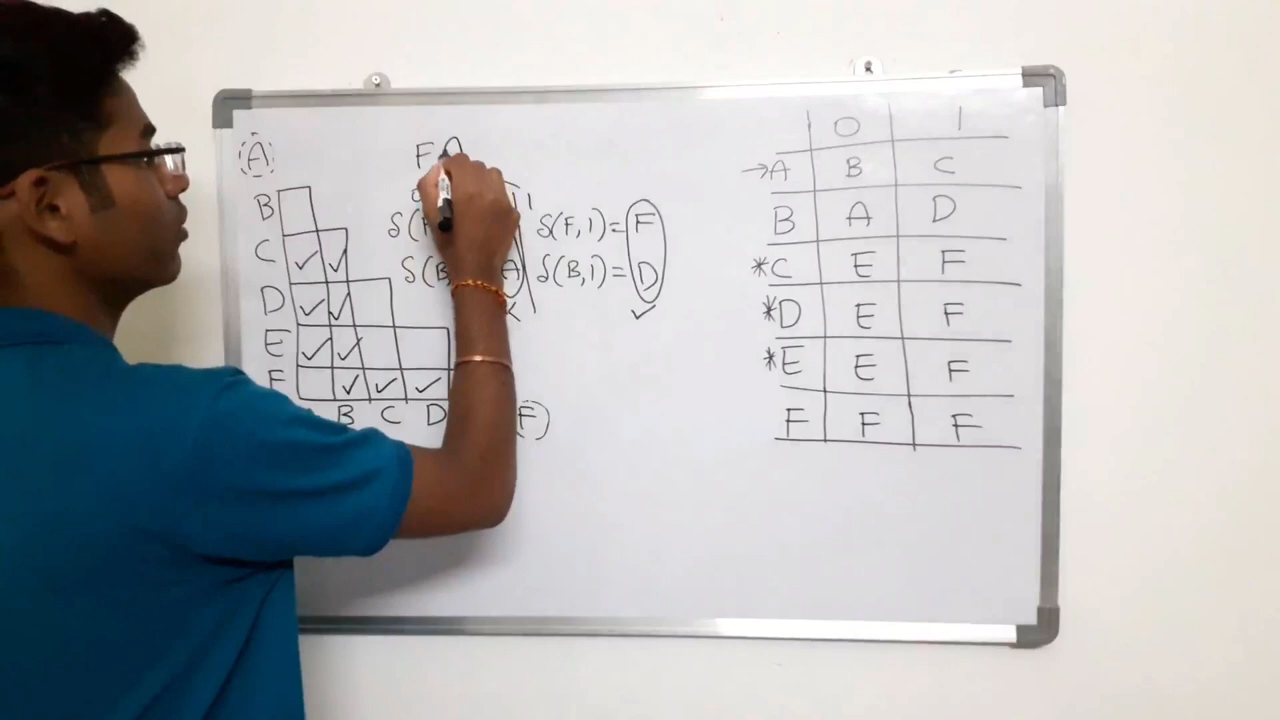 (A)
B
C ✓ ✓
D ✓ ✓
E ✓ ✓
F ✓ ✓ ✓
B C D (F)
F
δ(F,1)=F
δ(B, A δ(B,1)=D
✓
0 1
→A B C
B A D
*C E F
*D E F
*E E F
F F F